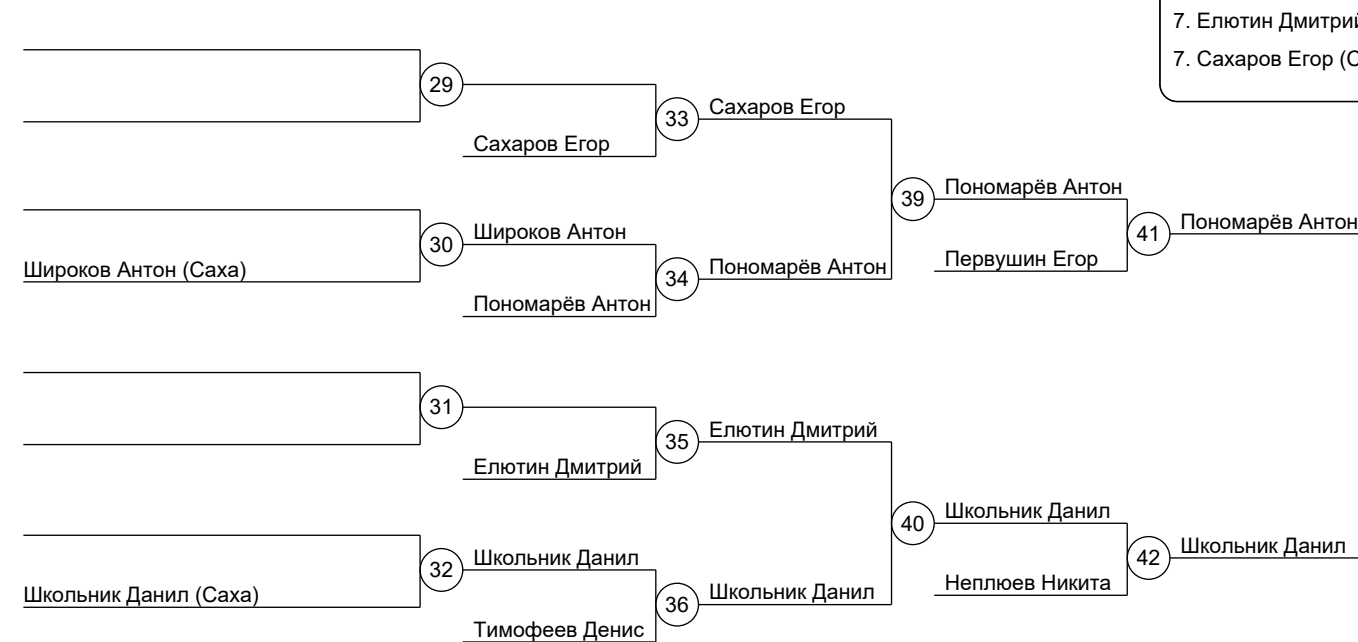 7. Елютин Дмитрий
7. Сахаров Егор (С
29
Сахаров Егор
33
Сахаров Егор
39
Пономарёв Антон
41
Пономарёв Антон
Широков Антон (Саха)
30
Широков Антон
Пономарёв Антон
34
Пономарёв Антон
Первушин Егор
31
Елютин Дмитрий
35
Елютин Дмитрий
40
Школьник Данил
42
Школьник Данил
Школьник Данил (Саха)
32
Школьник Данил
Тимофеев Денис
36
Школьник Данил
Неплюев Никита